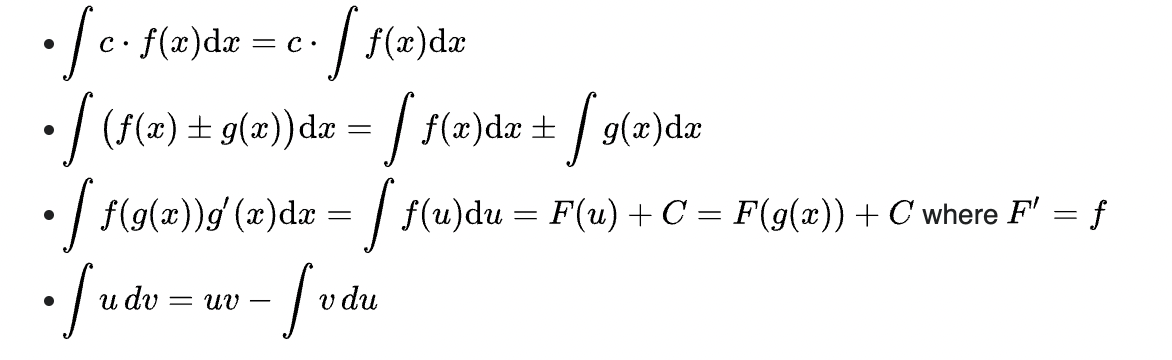 • ∫ c · f(x)dx = c · ∫ f(x)dx
• ∫ (f(x) ± g(x))dx = ∫ f(x)dx ± ∫ g(x)dx
• ∫ f(g(x))g′(x)dx = ∫ f(u)du = F(u) + C = F(g(x)) + C where F′ = f
• ∫ u dv = uv − ∫ v du